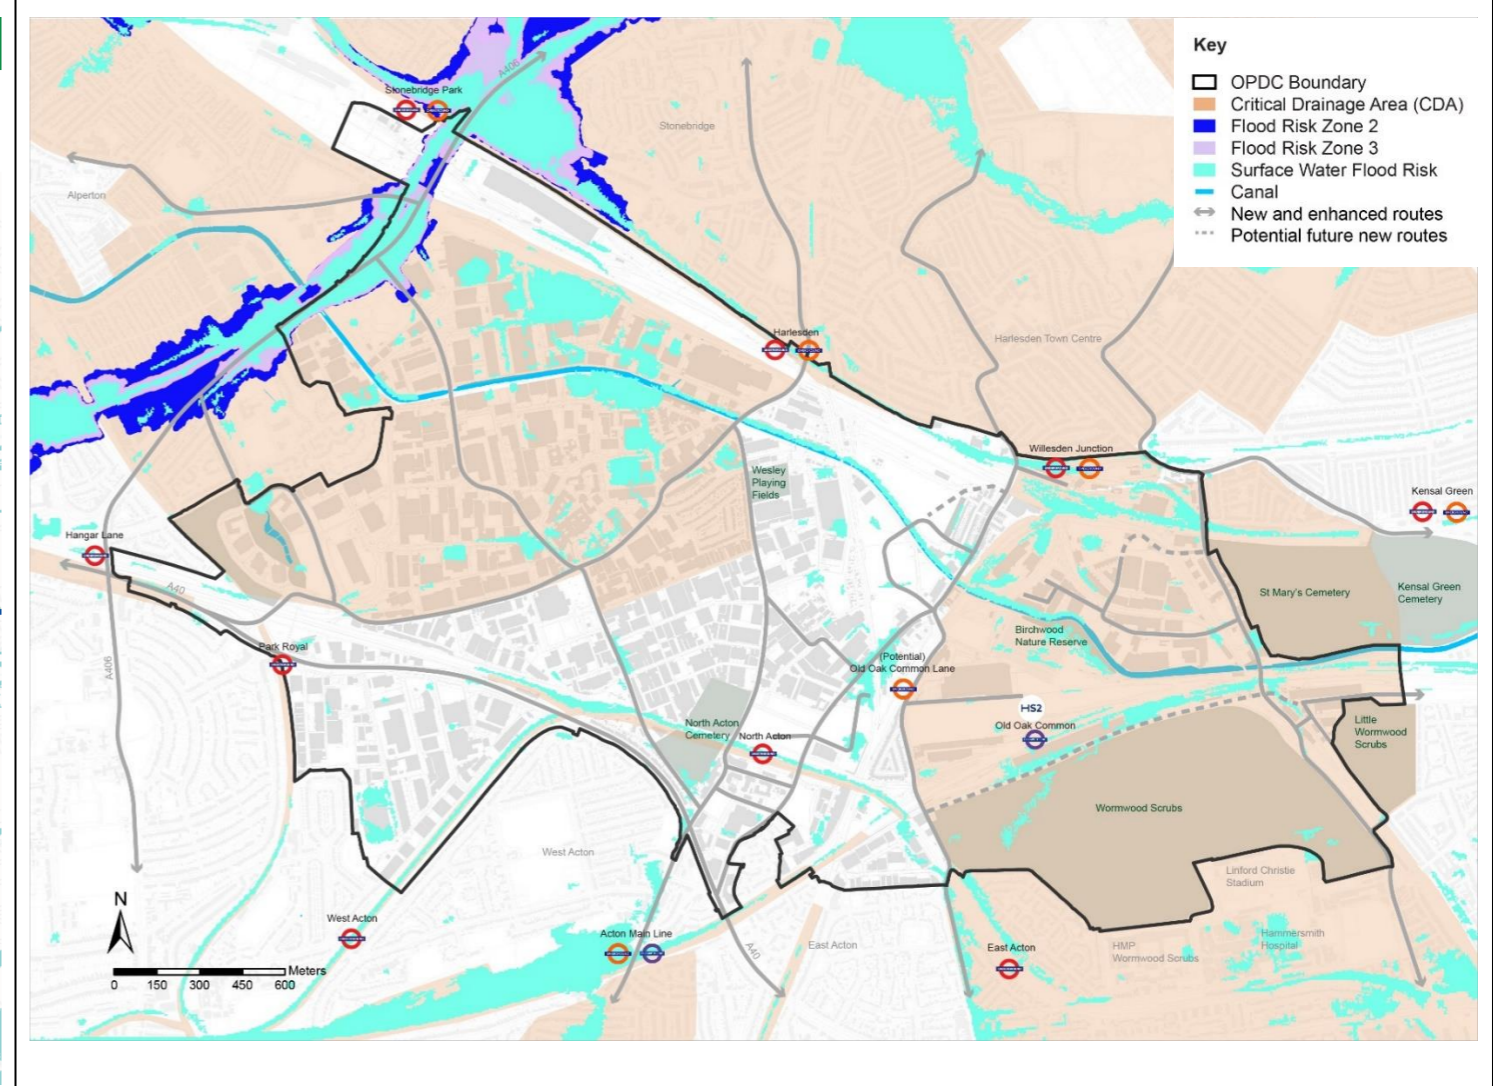 Key
OPDC Boundary
Critical Drainage Area (CDA)
Flood Risk Zone 2
Flood Risk Zone 3
Surface Water Flood Risk
Canal
New and enhanced routes
Potential future new routes
A406
Stonebridge Park
Stonebridge
Alperton
Harlesden
Harlesden Town Centre
Willesden Junction
Wesley
Playing
Fields
Kensal Green
Hangar Lane
A40
St Mary's Cemetery
Kensal Green
Cemetery
Birchwood
Nature Reserve
Park Royal
A406
(Potential)
Old Oak Common Lane
HS2
Old Oak Common
North Acton
Cemetery
North Acton
Little
Wormwood
Scrubs
Wormwood Scrubs
West Acton
Linford Christie
Stadium
N
West Acton
Acton Main Line
A40
East Acton
East Acton
HMP
Wormwood Scrubs
Hammersmith
Hospital
Meters
0 150 300 450 600